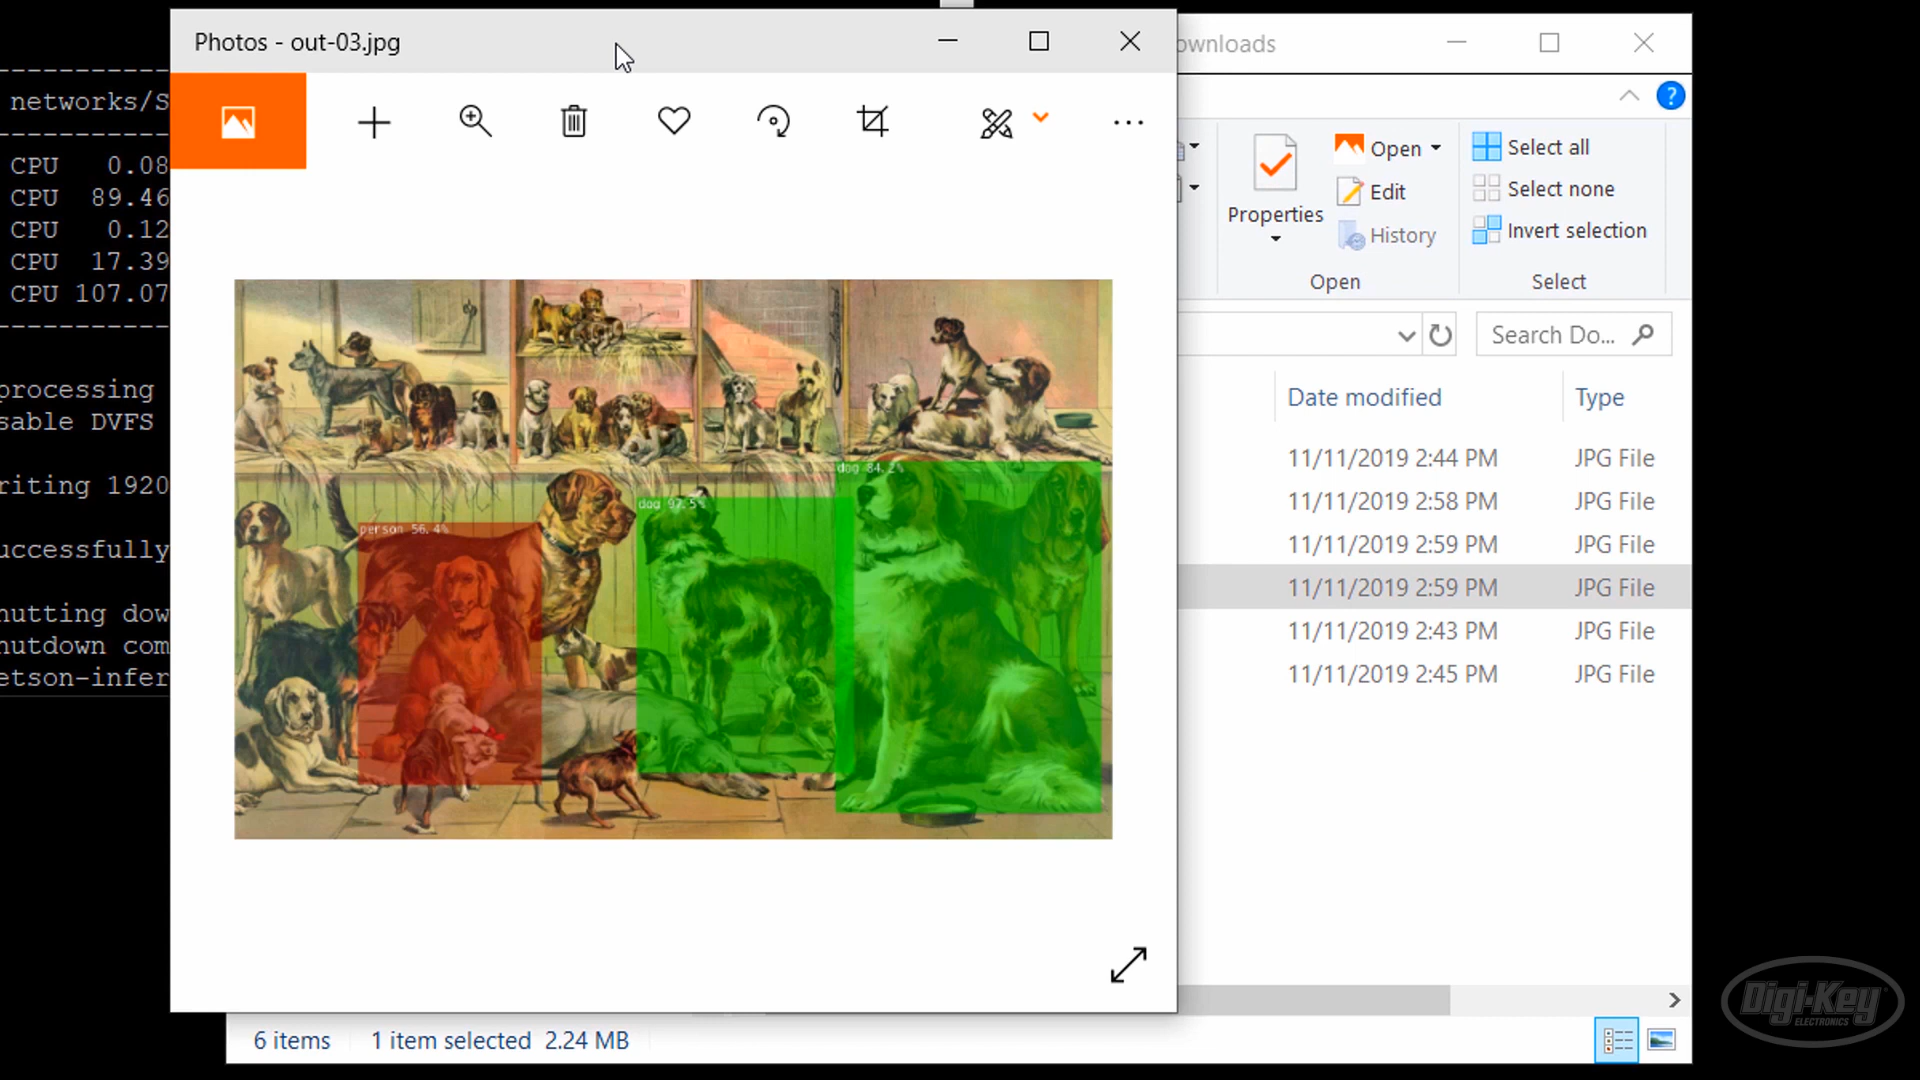 Photos - out-03.jpg
ownloads
networks/S
CPU 0.08
CPU 89.46
CPU 0.12
CPU 17.39
CPU 107.07
processing
sable DVFS
riting 1920
uccessfully
hutting dow
hutdown com
etson-infer
person 56.4%
dog 97.5%
dog 84.2%
Properties
Open
Edit
History
Open
Select all
Select none
Invert selection
Select
Search Do...
Date modified
Type
11/11/2019 2:44 PM JPG File
11/11/2019 2:58 PM JPG File
11/11/2019 2:59 PM JPG File
11/11/2019 2:59 PM JPG File
11/11/2019 2:43 PM JPG File
11/11/2019 2:45 PM JPG File
6 items 1 item selected 2.24 MB
Digi-Key
ELECTRONICS